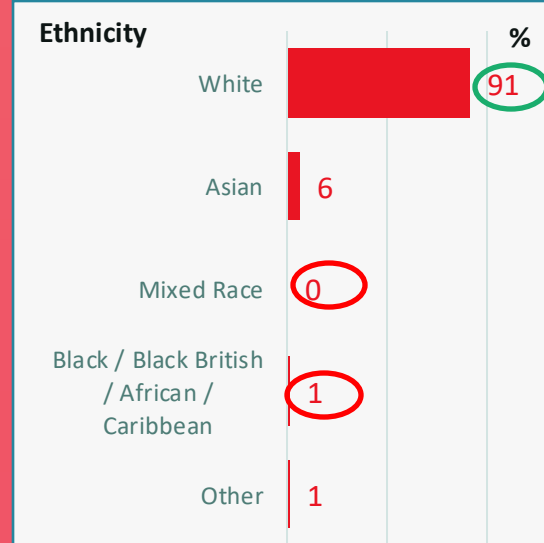 Ethnicity %
White 91
Asian 6
Mixed Race 0
Black / Black British
/ African /
Caribbean
1
Other 1